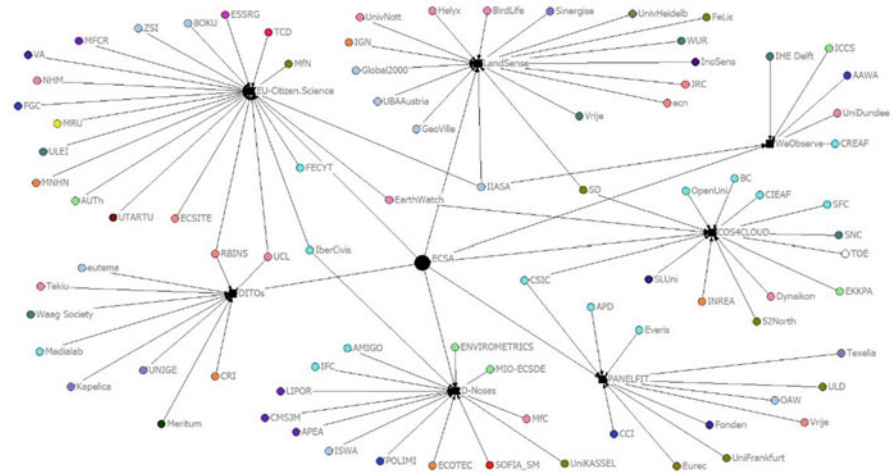 ESSRG
BOKU
ZSI
TCD
MFCR
VA
MfN
NHM
EU-Citizen.Science
FGC
MRU
ULEI
MNHN
AUTh
UTARTU
ECSITE
FECYT
EarthWatch
RBINS
UCL
IberCivis
UnivNott
Helyx
BirdLife
Sinergise
UnivHeidelb
FeLis
IGN
WUR
Global2000
LandSense
InoSens
JRC
UBAAustria
ecn
GeoVille
Vrije
IHE Delft
ICCS
AAWA
UniDundee
WeObserve
CREAF
IIASA
SD
OpenUni
BC
CIEAF
SFC
COS4CLOUD
SNC
TOE
ECSA
CSIC
SLUni
EKKPA
INREA
Dynaikon
S2North
eutema
Tekiu
DITOs
Waag Society
Medialab
UNIGE
Kapelica
CRI
Meritum
AMIGO
ENVIROMETRICS
IFC
MIO-ECSDE
LIPOR
D-Noses
CMSJM
MfC
APEA
ISWA
POLIMI
ECOTEC
SOFIA_SM
UniKASSEL
APD
Everis
Texelia
PANELFIT
ULD
OAW
Vrije
Fonden
CCI
UniFrankfurt
Eurec